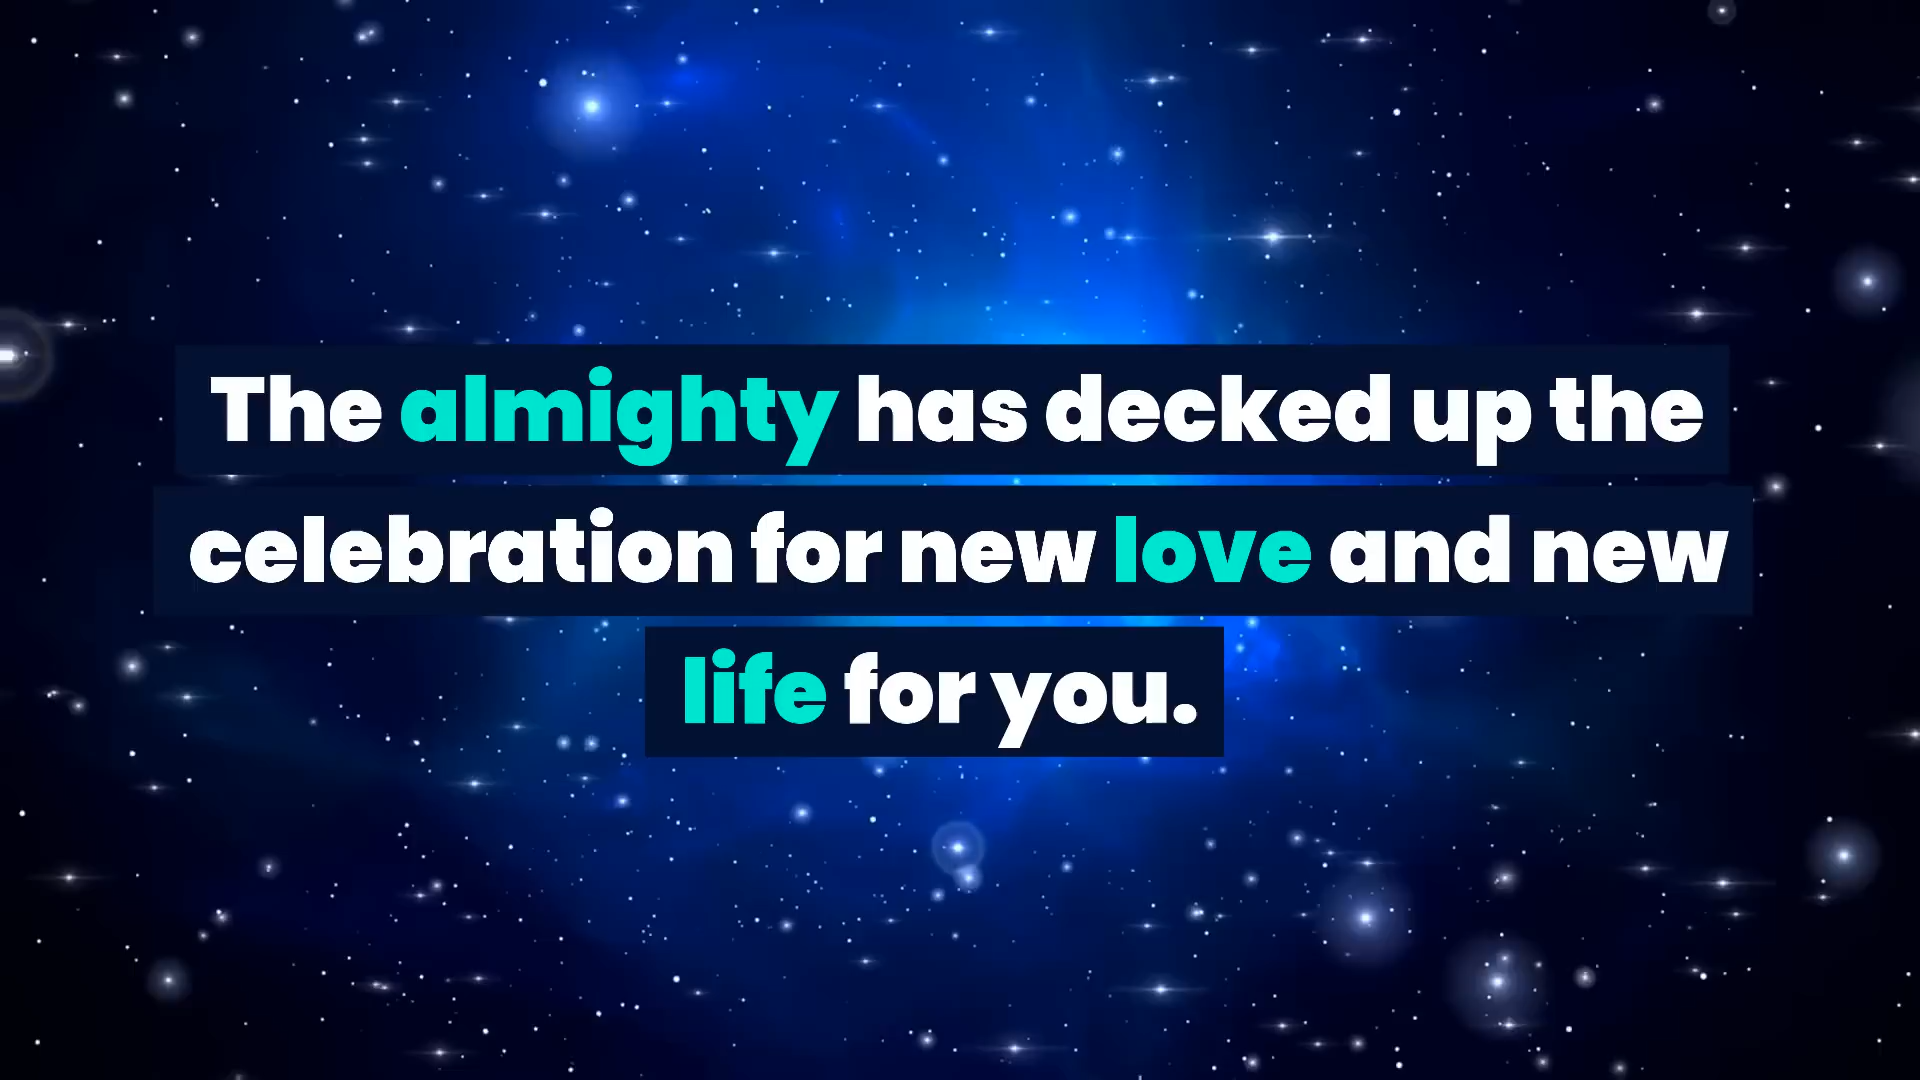 The almighty has decked up the
celebration for new love and new
life for you.